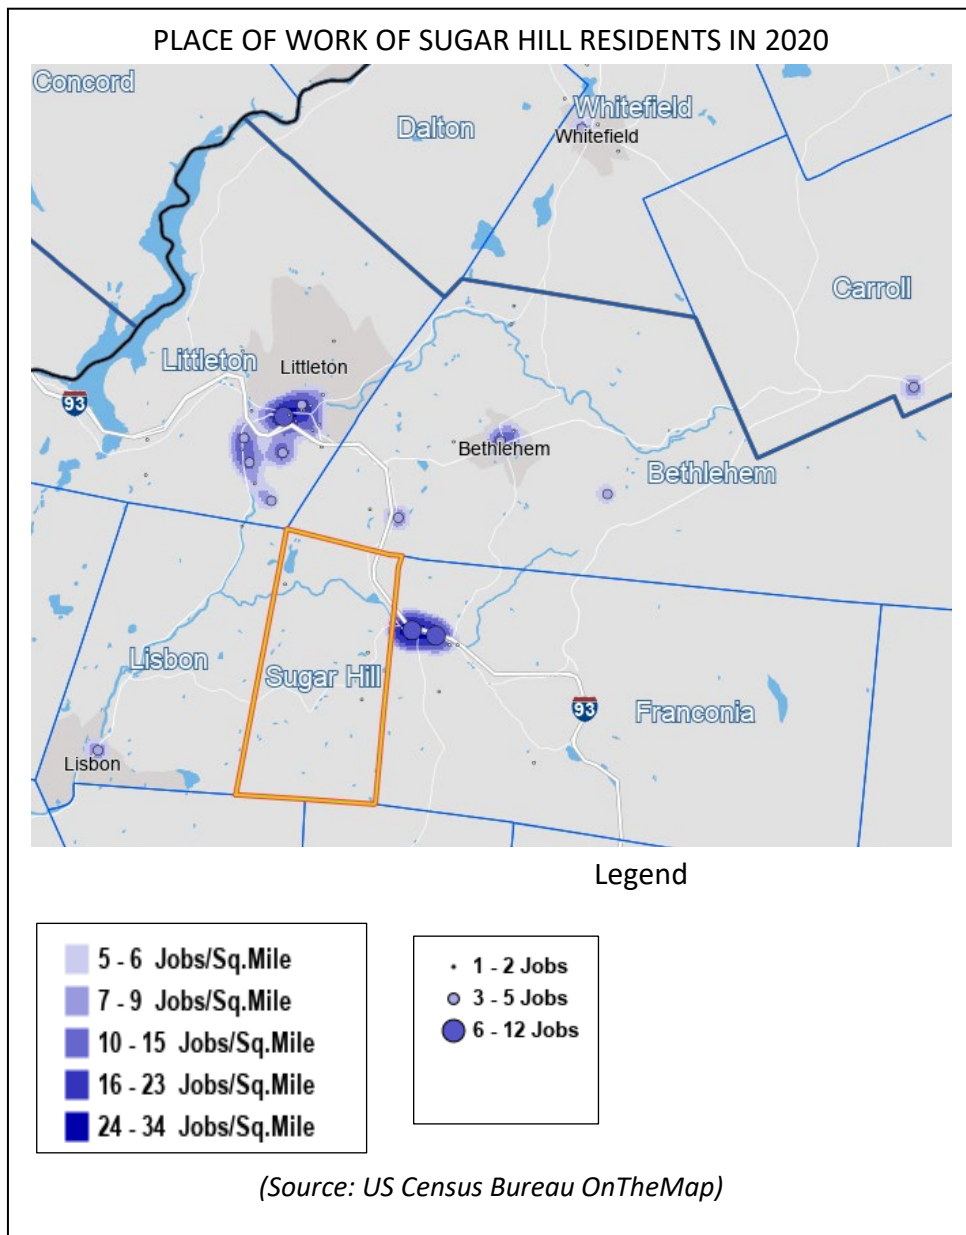 PLACE OF WORK OF SUGAR HILL RESIDENTS IN 2020
Concord
Dalton
Whitefield
Whitefield
Carroll
Littleton
Littleton
93
Bethlehem
Bethlehem
Lisbon
Sugar Hill
93
Franconia
Lisbon
Legend
5 - 6 Jobs/Sq.Mile
7 - 9 Jobs/Sq.Mile
10 - 15 Jobs/Sq.Mile
16 - 23 Jobs/Sq.Mile
24 - 34 Jobs/Sq.Mile
1 - 2 Jobs
3 - 5 Jobs
6 - 12 Jobs
(Source: US Census Bureau OnTheMap)